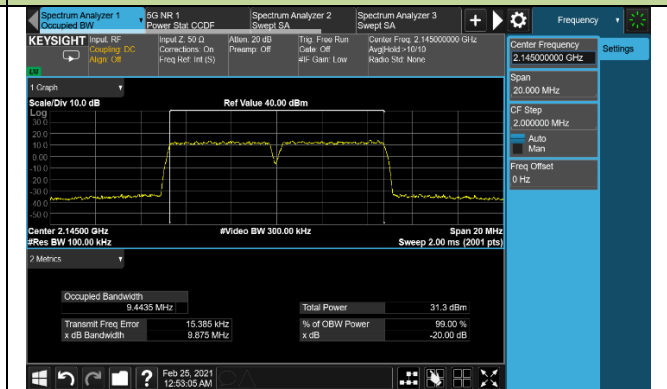 Spectrum Analyzer 1
Occupied BW
5G NR 1
Power Stat CCDF
Spectrum Analyzer 2
Swept SA
Spectrum Analyzer 3
Swept SA
Frequency
KEYSIGHT
Input: RF
Coupling: DC
Align: Off
Input Z: 50 Ω
Corrections: On
Freq Ref: Int (S)
Atten: 20 dB
Preamp: Off
Trig: Free Run
Gate: Off
#IF Gain: Low
Center Freq: 2.145000000 GHz
Avg|Hold:>10/10
Radio Std: None
Center Frequency
2.145000000 GHz
Settings
Span
20.000 MHz
CF Step
2.000000 MHz
Auto
Man
Freq Offset
0 Hz
1 Graph
Scale/Div 10.0 dB
Ref Value 40.00 dBm
Log
30.0
20.0
10.0
0.00
-10.0
-20.0
-30.0
-40.0
-50.0
Center 2.14500 GHz
#Res BW 100.00 kHz
#Video BW 300.00 kHz
Span 20 MHz
Sweep 2.00 ms (2001 pts)
2 Metrics
Occupied Bandwidth
9.4435 MHz
Total Power 31.3 dBm
Transmit Freq Error 15.385 kHz
% of OBW Power 99.00 %
x dB Bandwidth 9.875 MHz
x dB -20.00 dB
Feb 25, 2021
12:53:05 AM